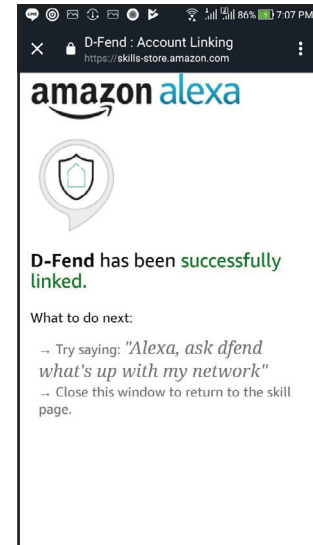 86% 7:07 PM
D-Fend : Account Linking
https://skills-store.amazon.com
amazon alexa
D-Fend has been successfully
linked.
What to do next:
→ Try saying: "Alexa, ask dfend
what's up with my network"
→ Close this window to return to the skill
page.